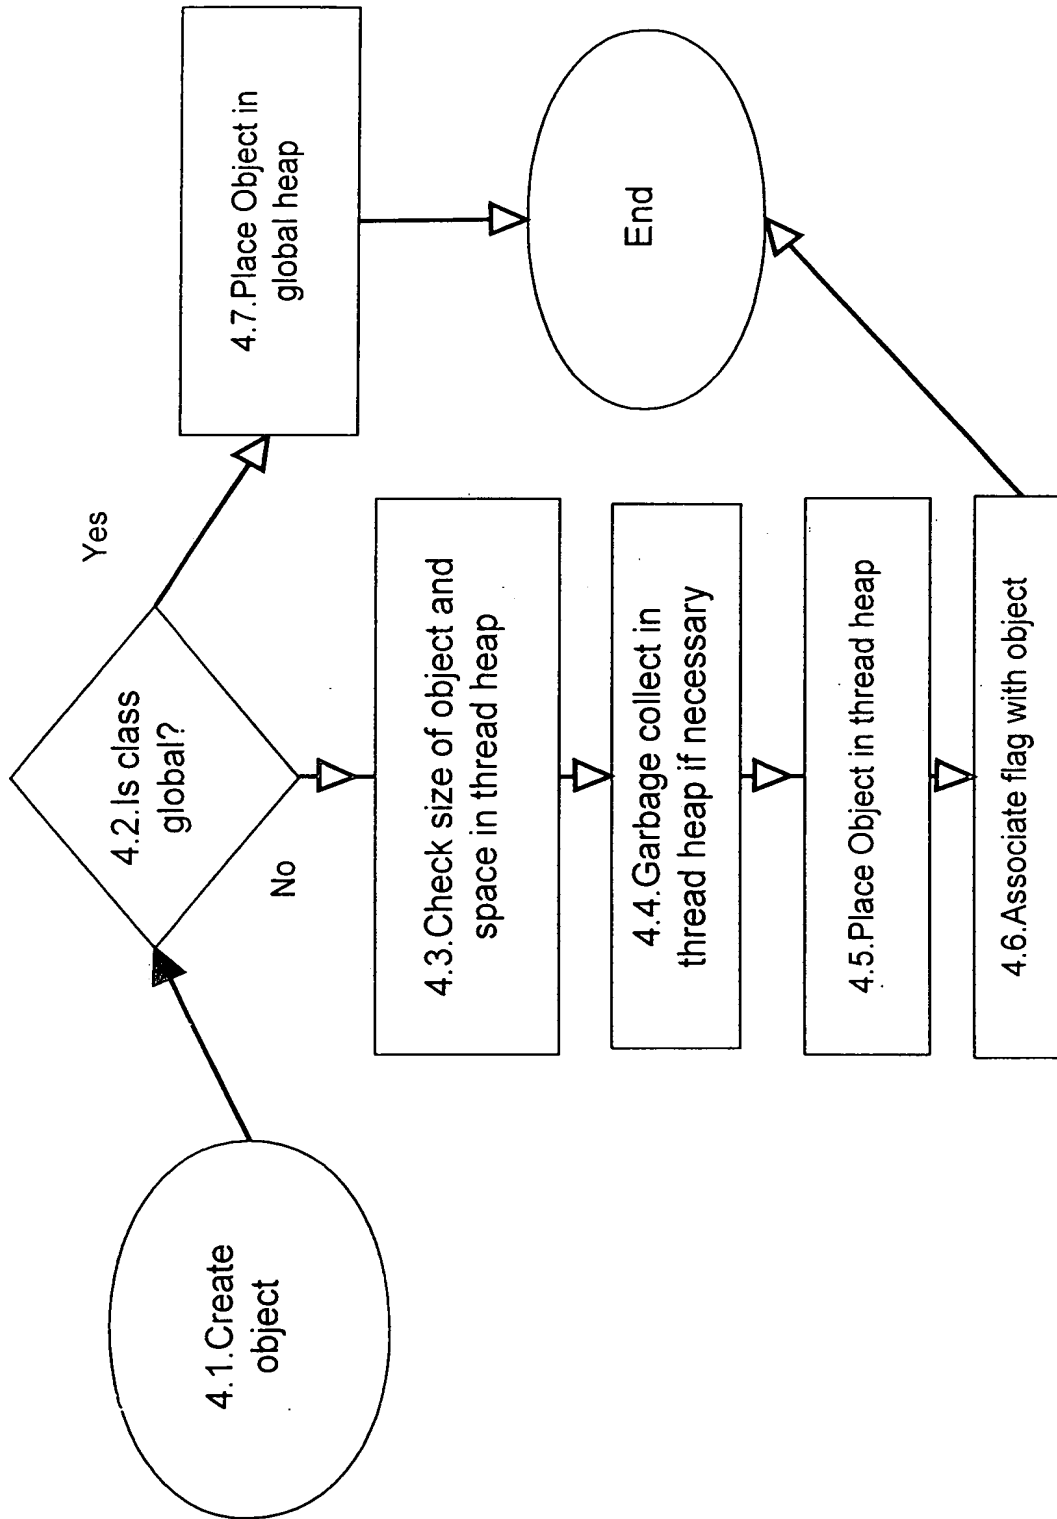 4.1.Create
object
4.2.Is class
global?
Yes
No
4.7.Place Object in
global heap
4.3.Check size of object and
space in thread heap
4.4.Garbage collect in
thread heap if necessary
4.5.Place Object in thread heap
4.6.Associate flag with object
End